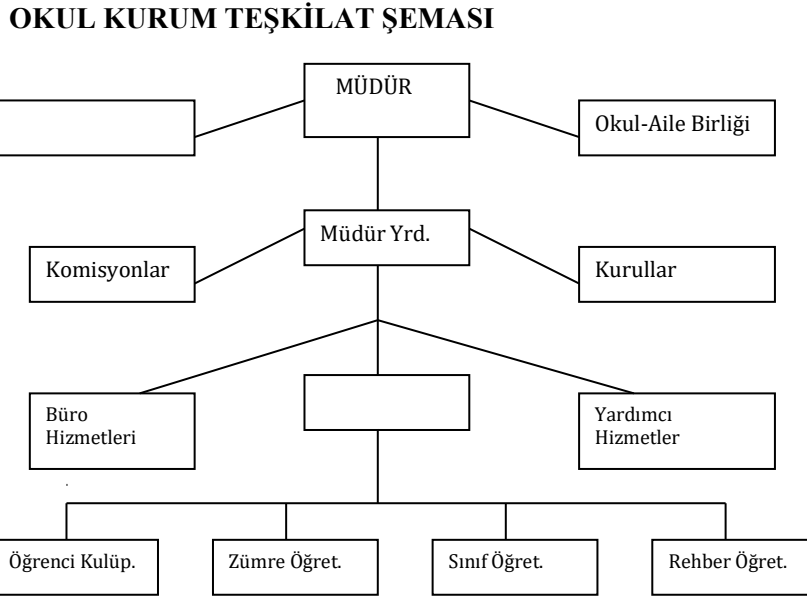 OKUL KURUM TEŞKİLAT ŞEMASI
MÜDÜR
Okul-Aile Birliği
Müdür Yrd.
Komisyonlar
Kurullar
Büro
Hizmetleri
Yardımcı
Hizmetler
Öğrenci Kulüp.
Zümre Öğret.
Sınıf Öğret.
Rehber Öğret.